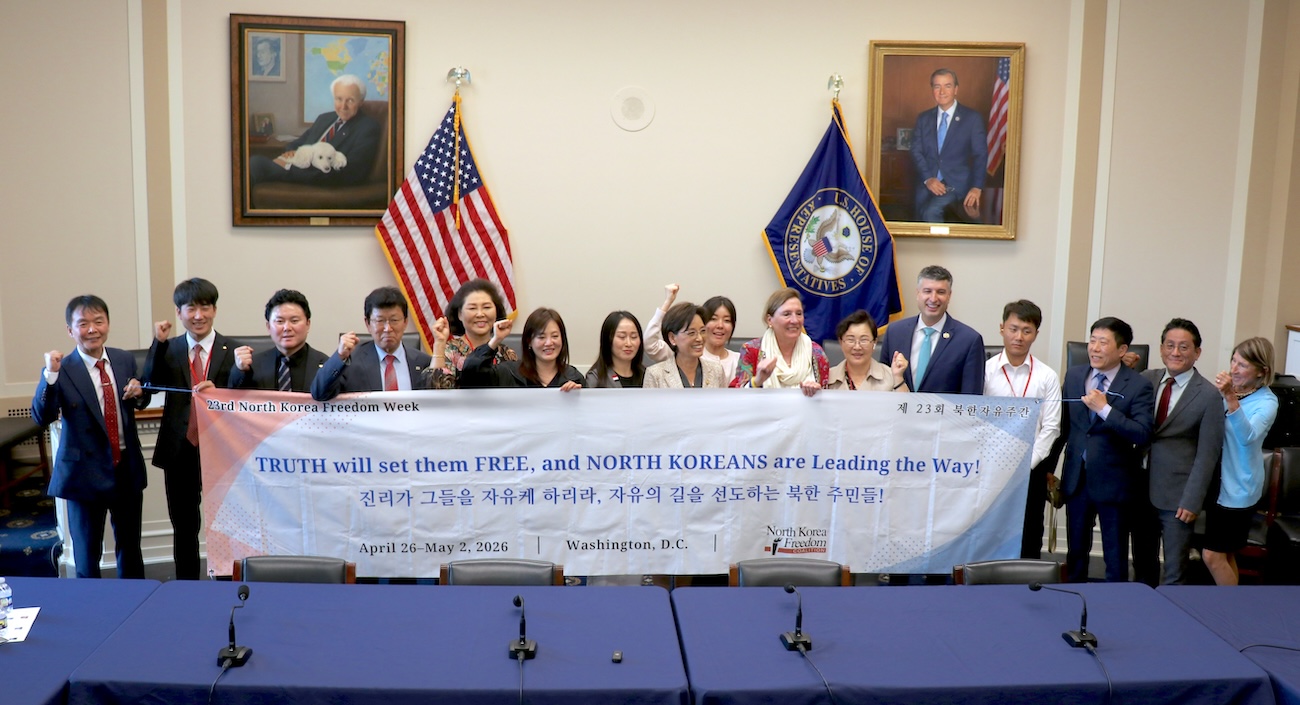 U.S. HOUSE OF
REPRESENTATIVES
23rd North Korea Freedom Week
제 23회 북한자유주간
TRUTH will set them FREE, and NORTH KOREANS are Leading the Way!
진리가 그들을 자유케 하리라, 자유의 길을 선도하는 북한 주민들!
April 26–May 2, 2026 | Washington, D.C. |
North Korea
Freedom
COALITION